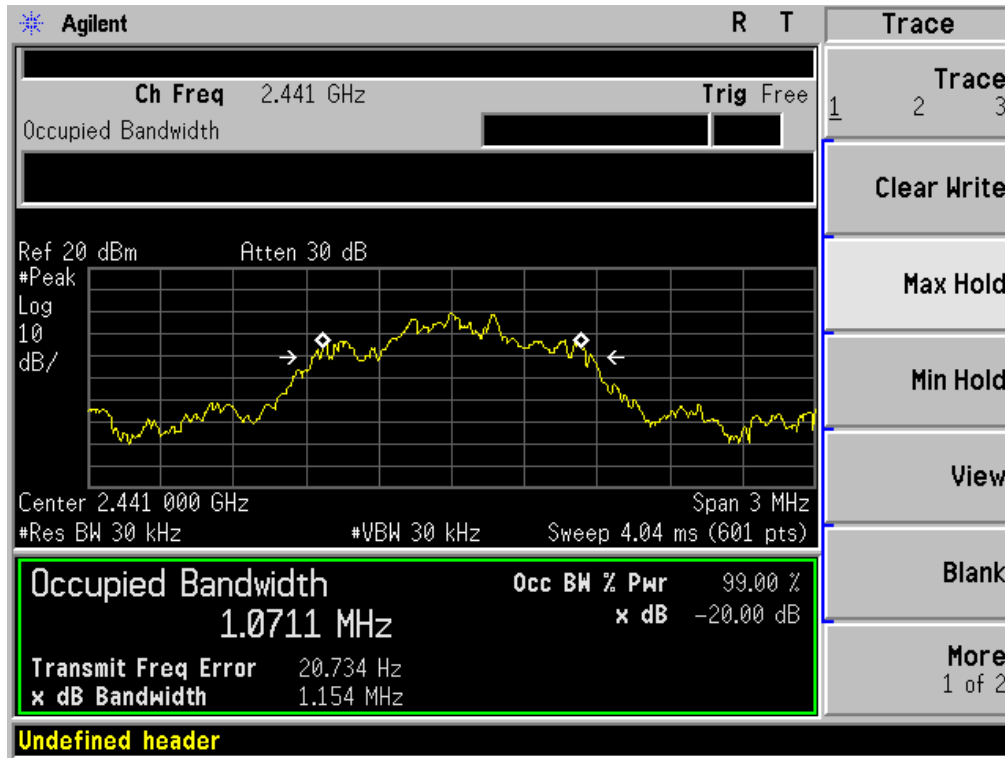 Agilent R T
Trace
Ch Freq 2.441 GHz Trig Free
Occupied Bandwidth
Ref 20 dBm Atten 30 dB
#Peak
Log
10
dB/
Center 2.441 000 GHz Span 3 MHz
#Res BW 30 kHz #VBW 30 kHz Sweep 4.04 ms (601 pts)
Occupied Bandwidth
1.0711 MHz
Occ BW % Pwr 99.00 %
x dB -20.00 dB
Transmit Freq Error 20.734 Hz
x dB Bandwidth 1.154 MHz
Undefined header
Trace
1 2 3
Clear Write
Max Hold
Min Hold
View
Blank
More
1 of 2